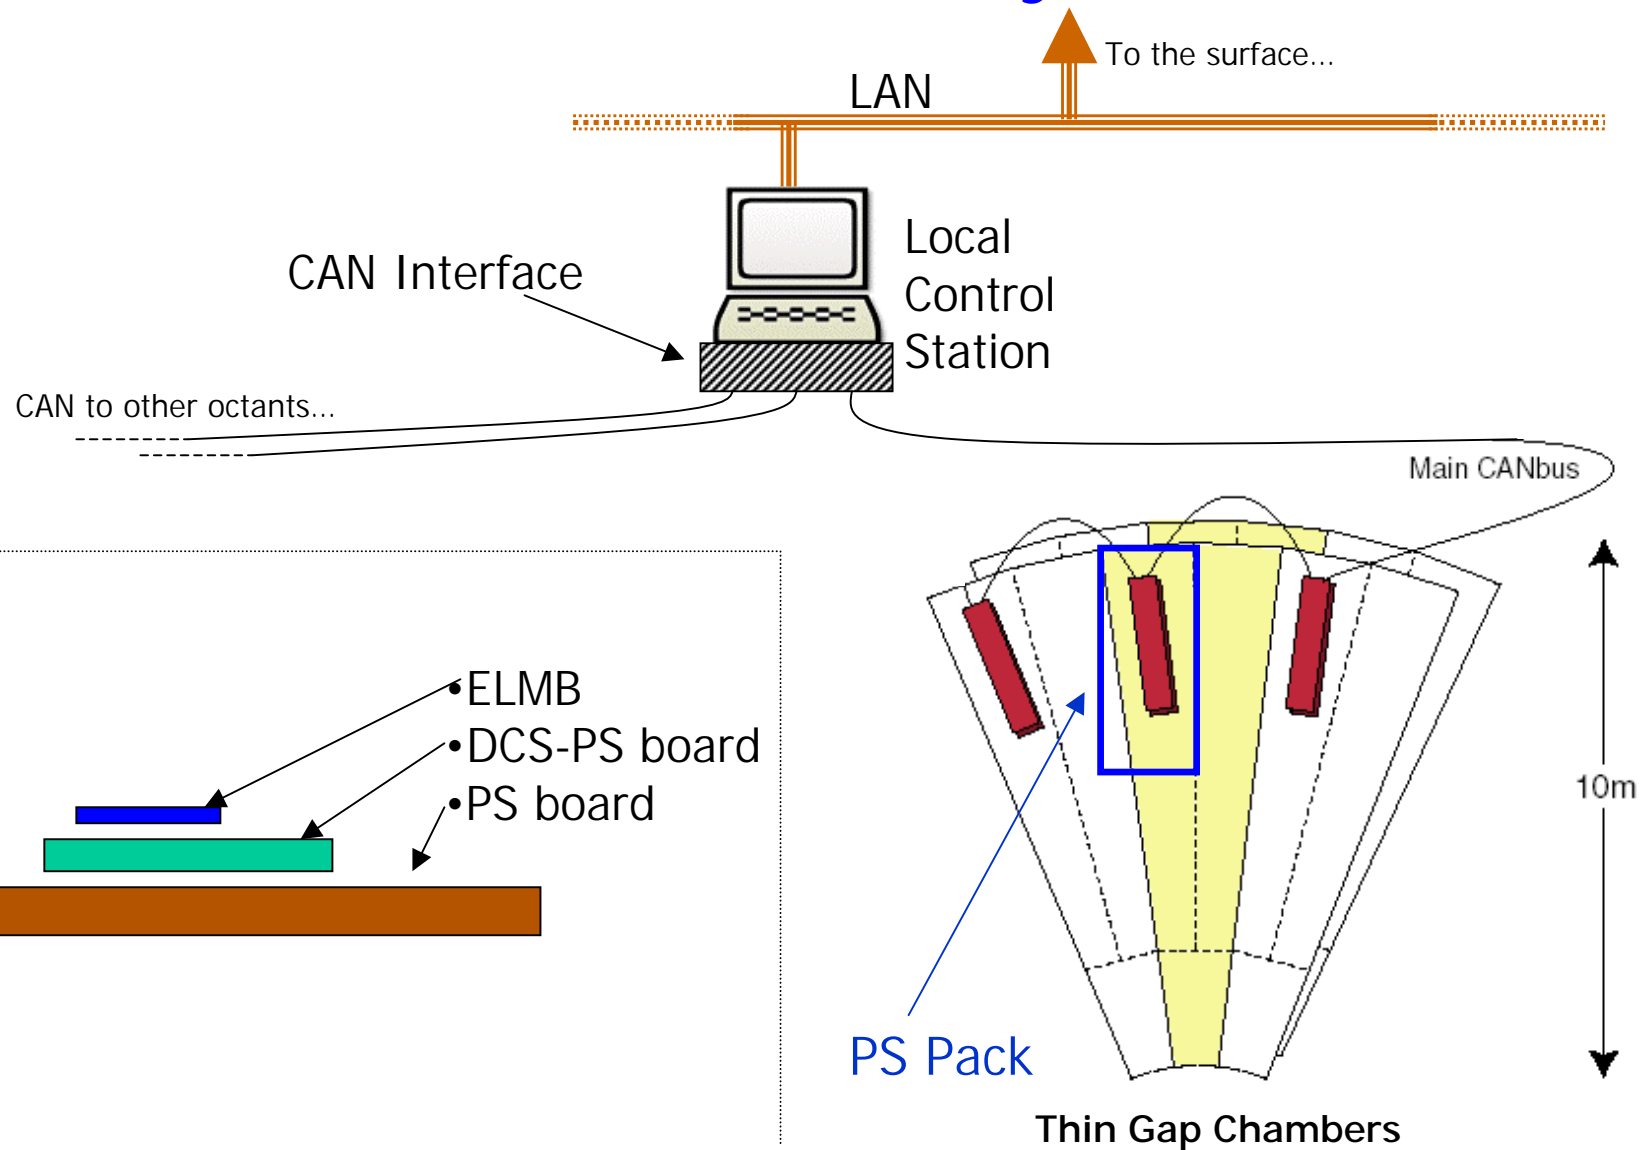 To the surface...
LAN
Local
Control
Station
CAN Interface
CAN to other octants...
Main CANbus
•ELMB
•DCS-PS board
•PS board
10m
PS Pack
Thin Gap Chambers